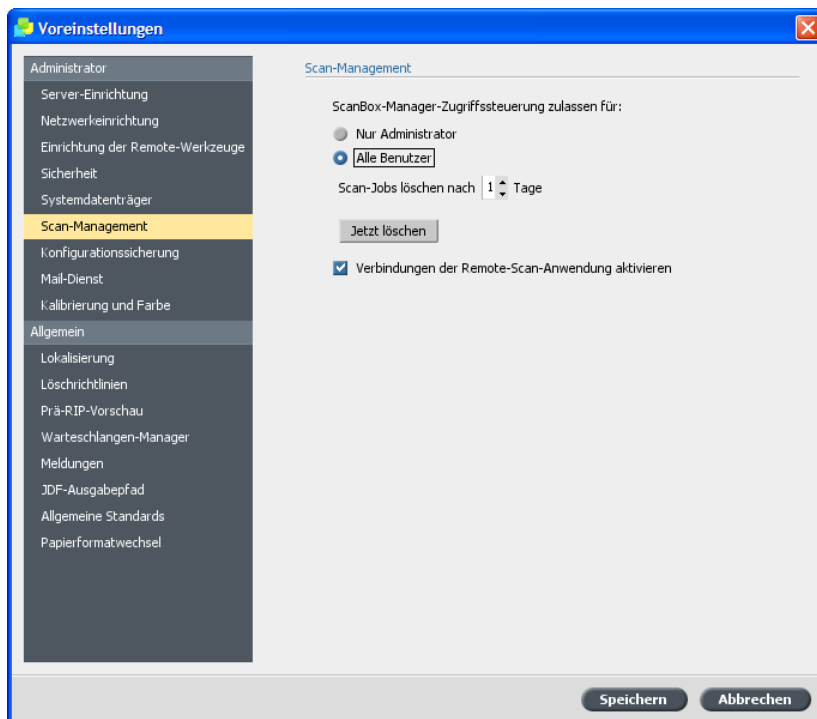 Voreinstellungen
Administrator
Server-Einrichtung
Netzwerkeinrichtung
Einrichtung der Remote-Werkzeuge
Sicherheit
Systemdatenträger
Scan-Management
Konfigurationssicherung
Mail-Dienst
Kalibrierung und Farbe
Allgemein
Lokalisierung
Löschrichtlinien
Prä-RIP-Vorschau
Warteschlangen-Manager
Meldungen
JDF-Ausgabepfad
Allgemeine Standards
Papierformatwechsel
Scan-Management
ScanBox-Manager-Zugriffssteuerung zulassen für:
Nur Administrator
Alle Benutzer
Scan-Jobs löschen nach 1 Tage
Jetzt löschen
Verbindungen der Remote-Scan-Anwendung aktivieren
Speichern Abbrechen